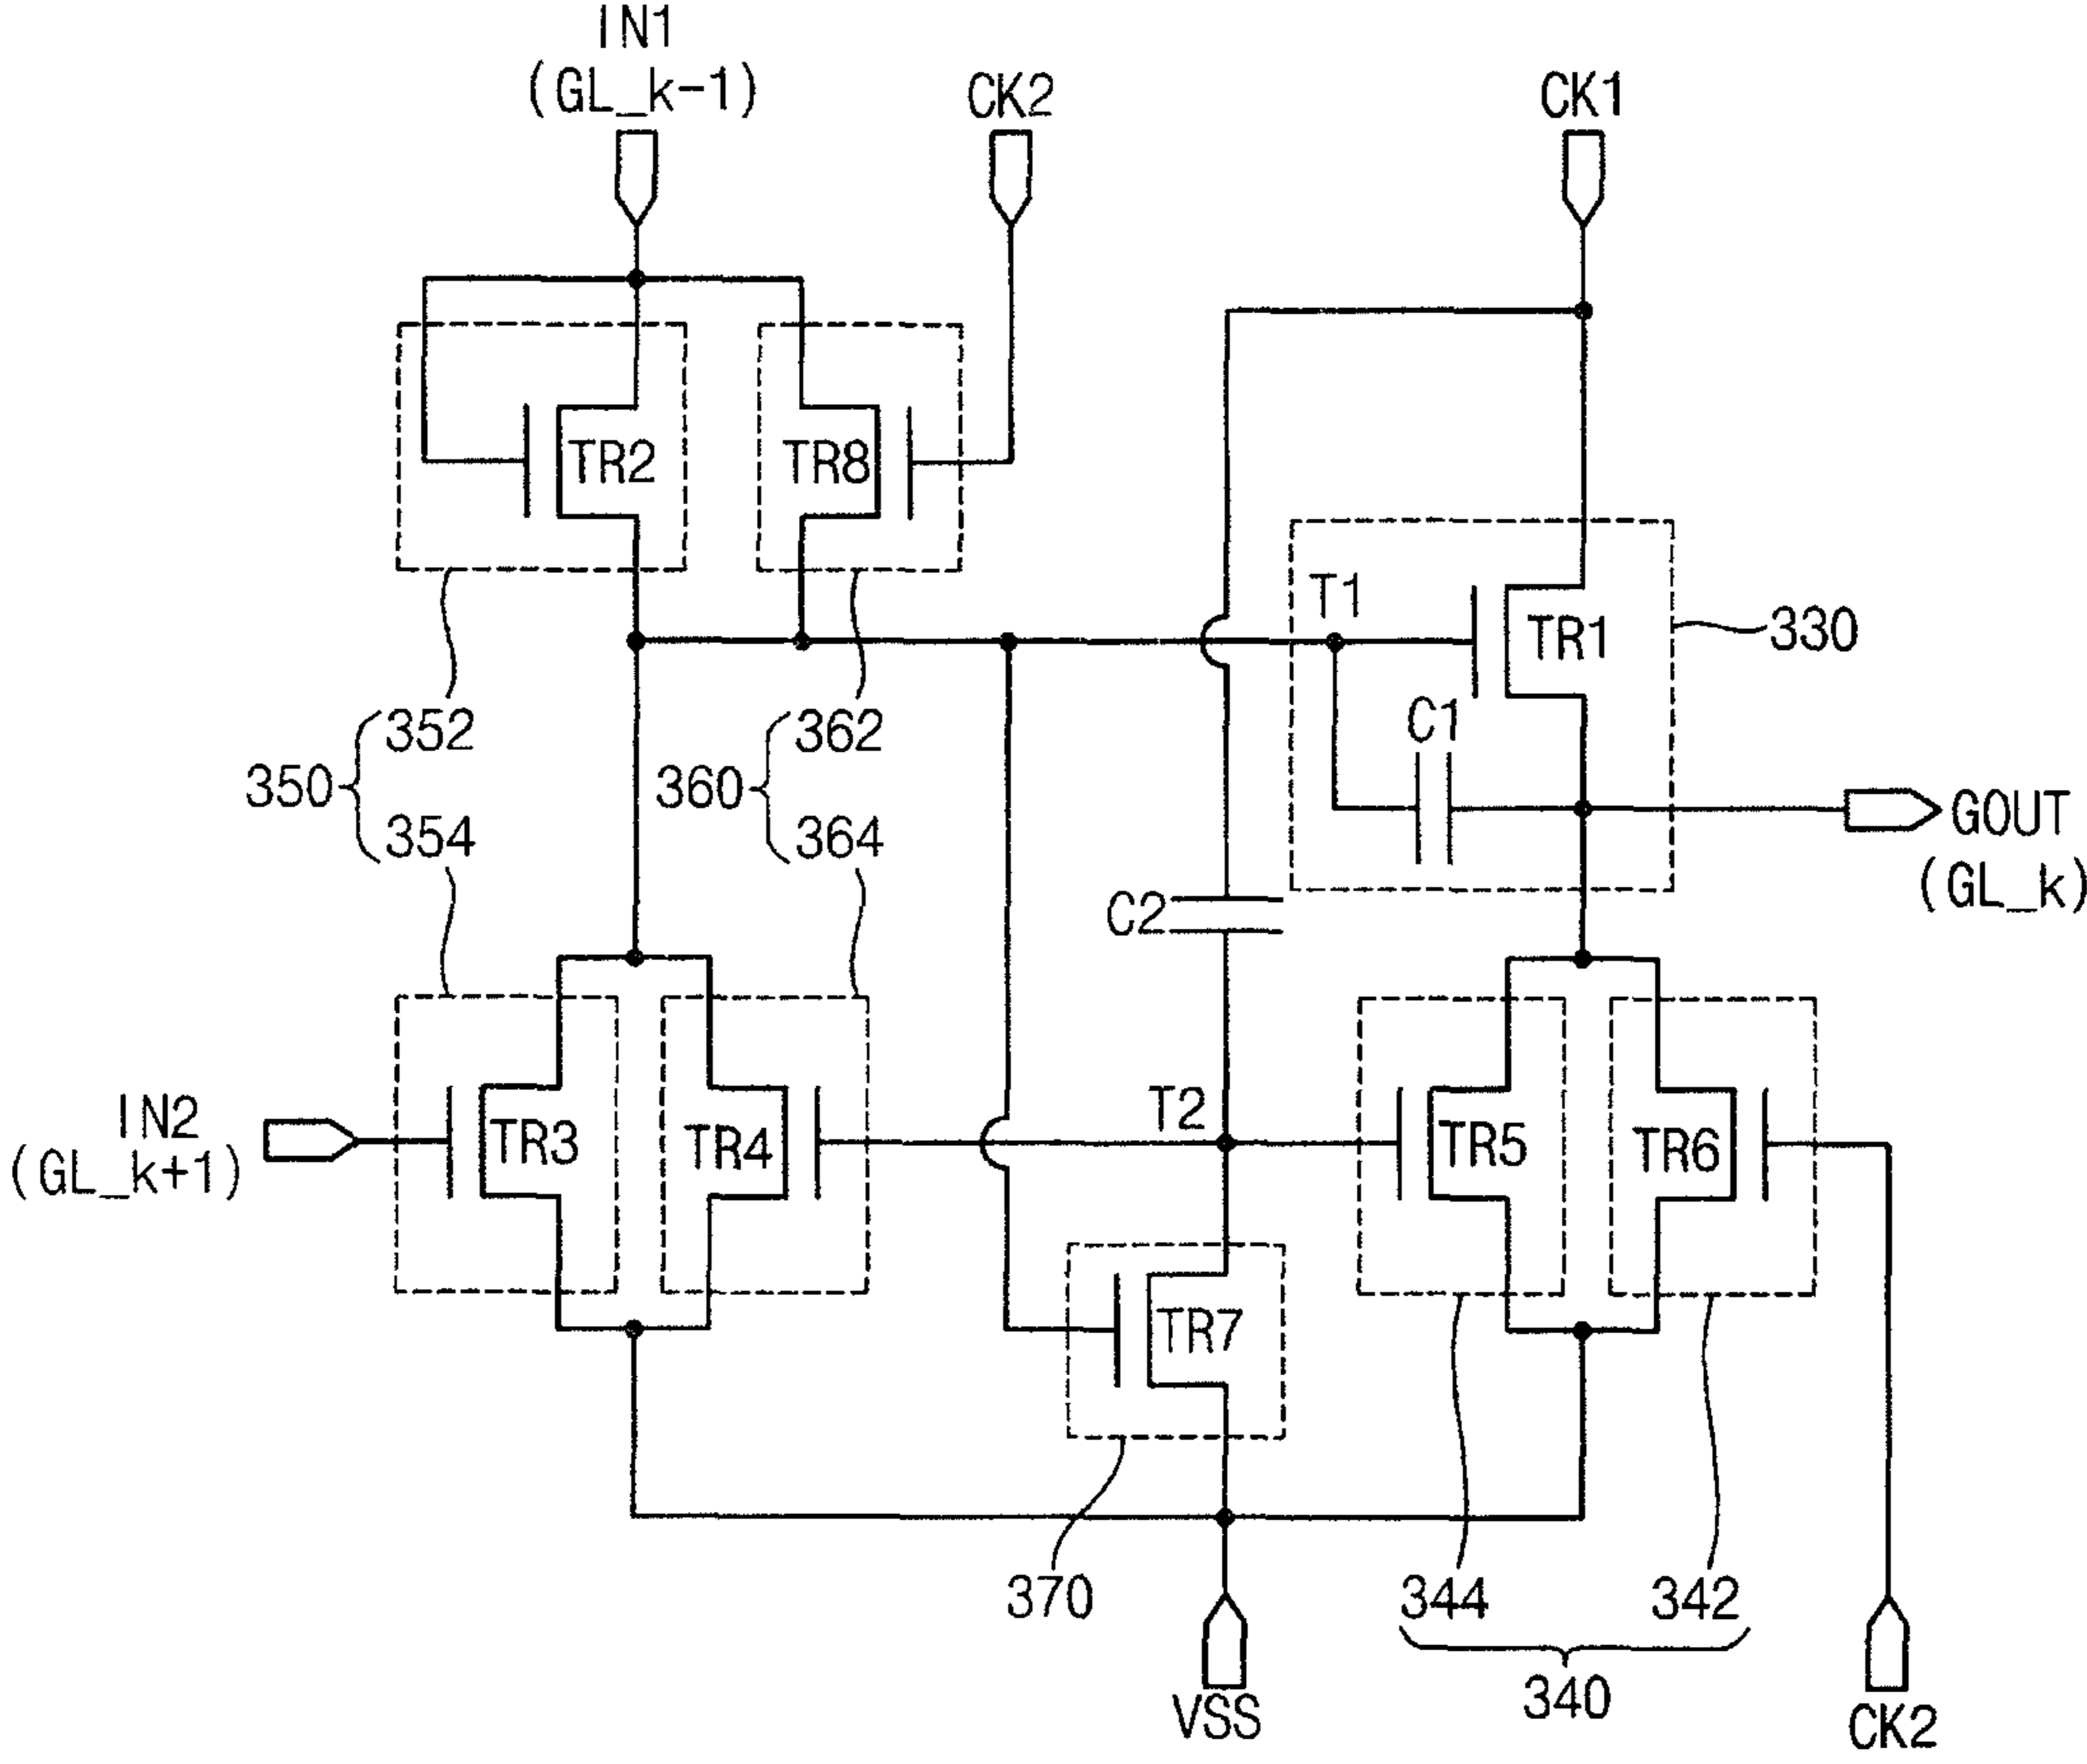 IN1
(GL_k-1)
CK2
CK1
TR2
TR8
T1
TR1
330
C1
352
350
354
362
360
364
GOUT
(GL_k)
C2
IN2
(GL_k+1)
TR3
TR4
T2
TR5
TR6
TR7
370
344
342
340
VSS
CK2